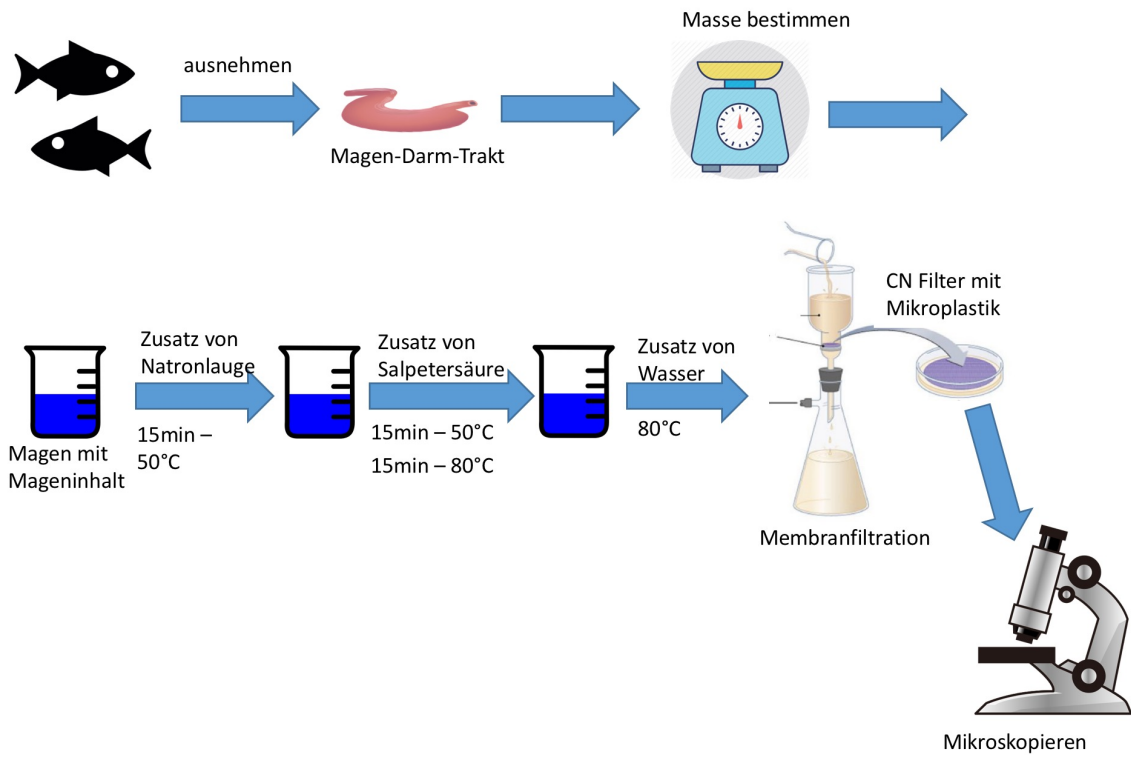 Masse bestimmen
ausnehmen
Magen-Darm-Trakt
CN Filter mit
Mikroplastik
Zusatz von
Natronlauge
Zusatz von
Salpetersäure
Zusatz von
Wasser
15min –
50°C
15min – 50°C
15min – 80°C
80°C
Magen mit
Mageninhalt
Membranfiltration
Mikroskopieren